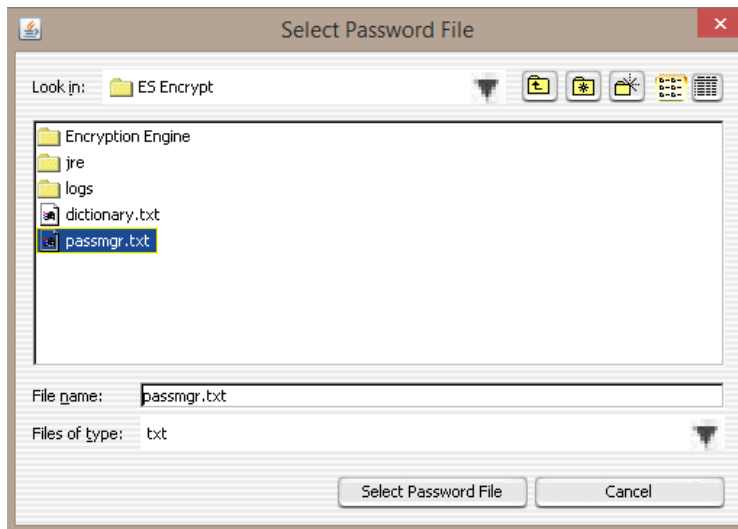 Select Password File
Look in: ES Encrypt
Encryption Engine
jre
logs
dictionary.txt
passmgr.txt
File name: passmgr.txt
Files of type: txt
Select Password File Cancel